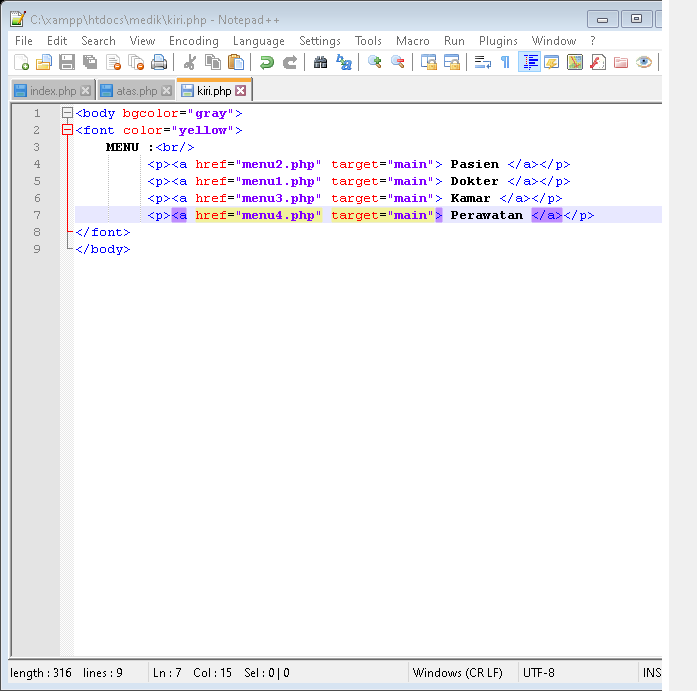 C:\xampp\htdocs\medik\kiri.php - Notepad++
File Edit Search View Encoding Language Settings Tools Macro Run Plugins Window ?
index.php atas.php kiri.php
1 <body bgcolor="gray">
2 <font color="yellow">
3 MENU :<br/>
4 <p><a href="menu2.php" target="main"> Pasien </a></p>
5 <p><a href="menu1.php" target="main"> Dokter </a></p>
6 <p><a href="menu3.php" target="main"> Kamar </a></p>
7 <p><a href="menu4.php" target="main"> Perawatan </a></p>
8 </font>
9 </body>
length : 316 lines : 9 Ln : 7 Col : 15 Sel : 0 | 0 Windows (CR LF) UTF-8 INS